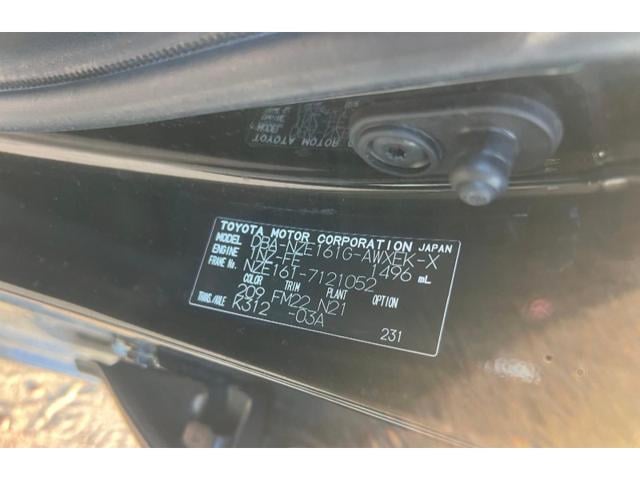 TOYOTA MOTOR CORPORATION JAPAN
MODEL DBA-NZE161G-AWXEK-X
ENGINE 1NZ-FE 1496 mL
FRAME No. NZE161-7121052
COLOR TRIM PLANT OPTION
209 FM22 N21
TRANS./AXLE K312 -03A
231